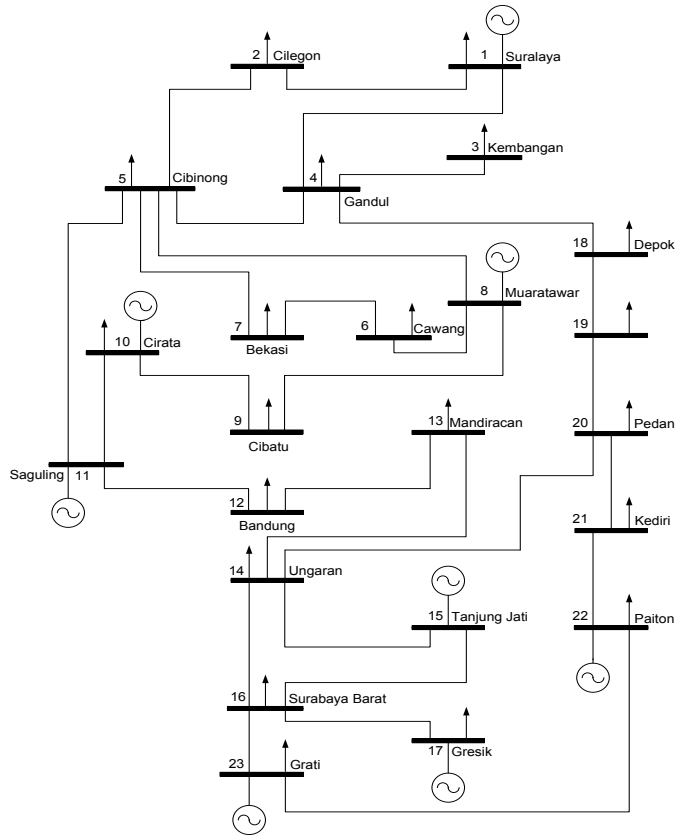 2 Cilegon
1 Suralaya
3 Kembangan
5 Cibinong
4
Gandul
18 Depok
8 Muaratawar
10 Cirata
7
Bekasi
6 Cawang
19
9
Cibatu
13 Mandiracan
20 Pedan
Saguling 11
12
Bandung
21 Kediri
14 Ungaran
15 Tanjung Jati
22 Paiton
16 Surabaya Barat
17 Gresik
23 Grati